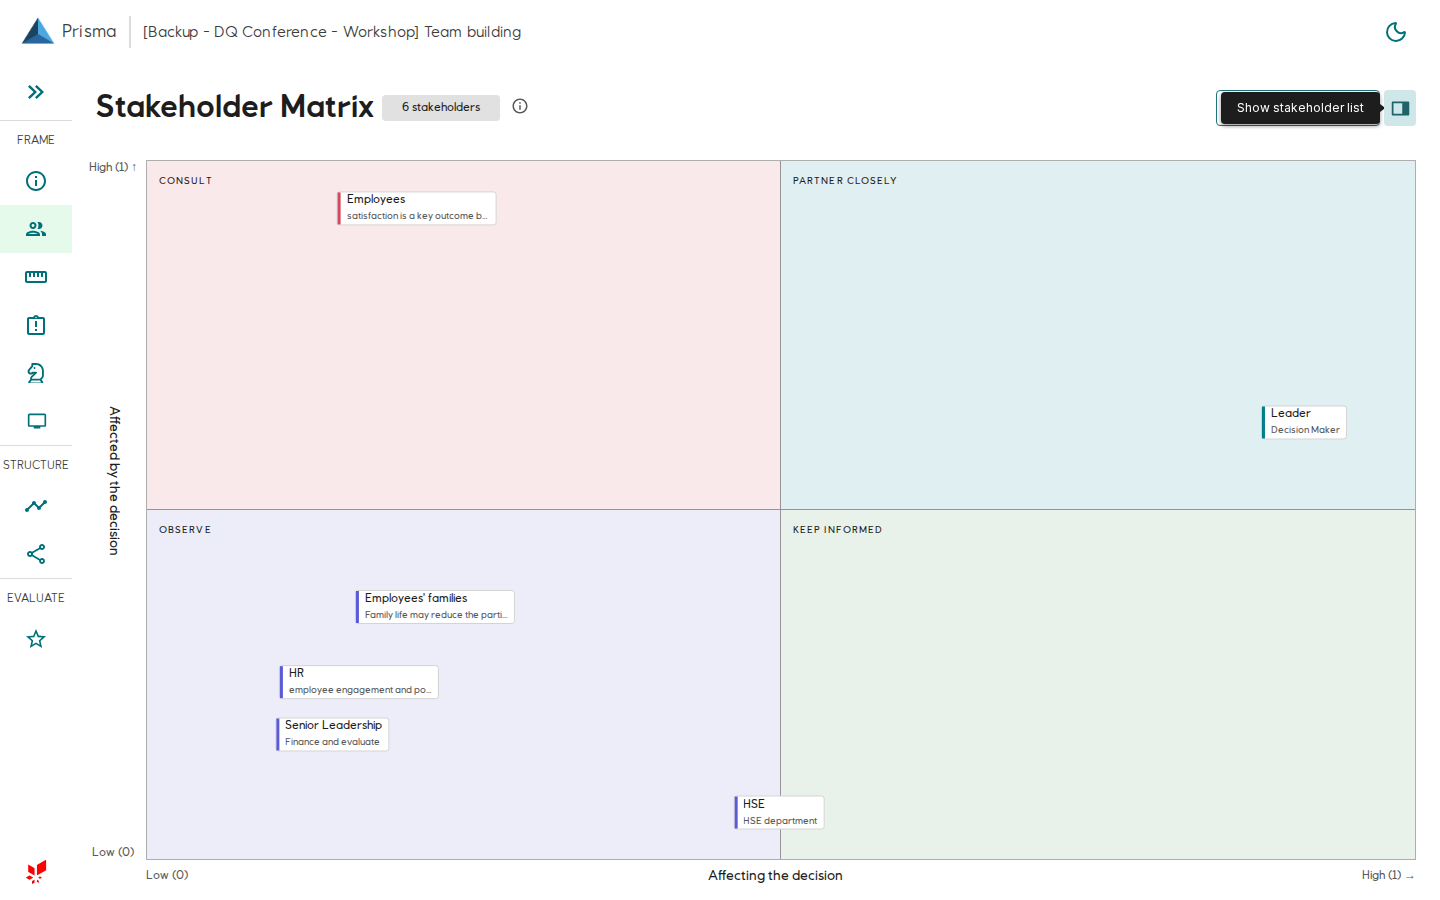 Prisma
[Backup - DQ Conference - Workshop] Team building
Stakeholder Matrix
6 stakeholders
Show stakeholder list
FRAME
STRUCTURE
EVALUATE
High (1) ↑
Affected by the decision
Low (0)
CONSULT
Employees
satisfaction is a key outcome b...
PARTNER CLOSELY
Leader
Decision Maker
OBSERVE
Employees' families
Family life may reduce the parti...
HR
employee engagement and po...
Senior Leadership
Finance and evaluate
HSE
HSE department
KEEP INFORMED
Low (0)
Affecting the decision
High (1) →